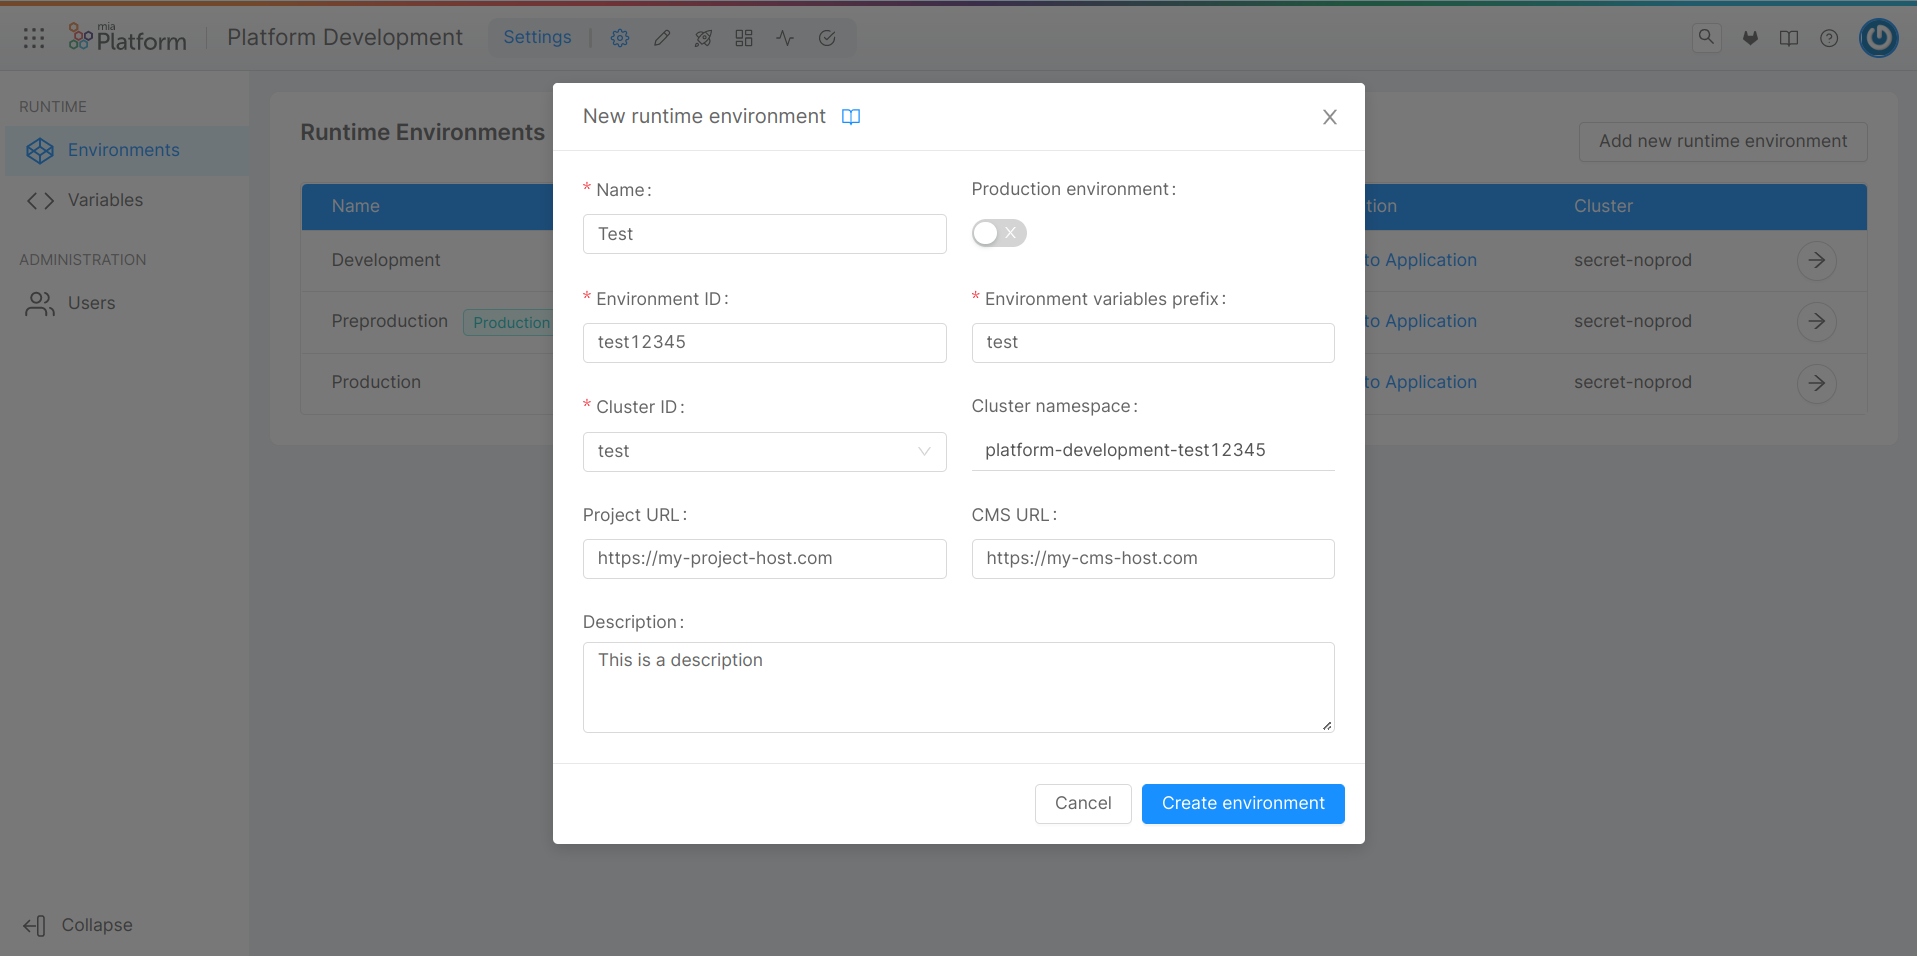 mia
Platform
Platform Development
Settings
RUNTIME
Environments
Variables
ADMINISTRATION
Users
Collapse
Runtime Environments
Add new runtime environment
Name
tion
Cluster
Development
to Application
secret-noprod
Preproduction
Production
to Application
secret-noprod
Production
to Application
secret-noprod
New runtime environment
* Name:
Production environment:
Test
* Environment ID:
* Environment variables prefix:
test12345
test
* Cluster ID:
Cluster namespace:
test
platform-development-test12345
Project URL:
CMS URL:
https://my-project-host.com
https://my-cms-host.com
Description:
This is a description
Cancel
Create environment